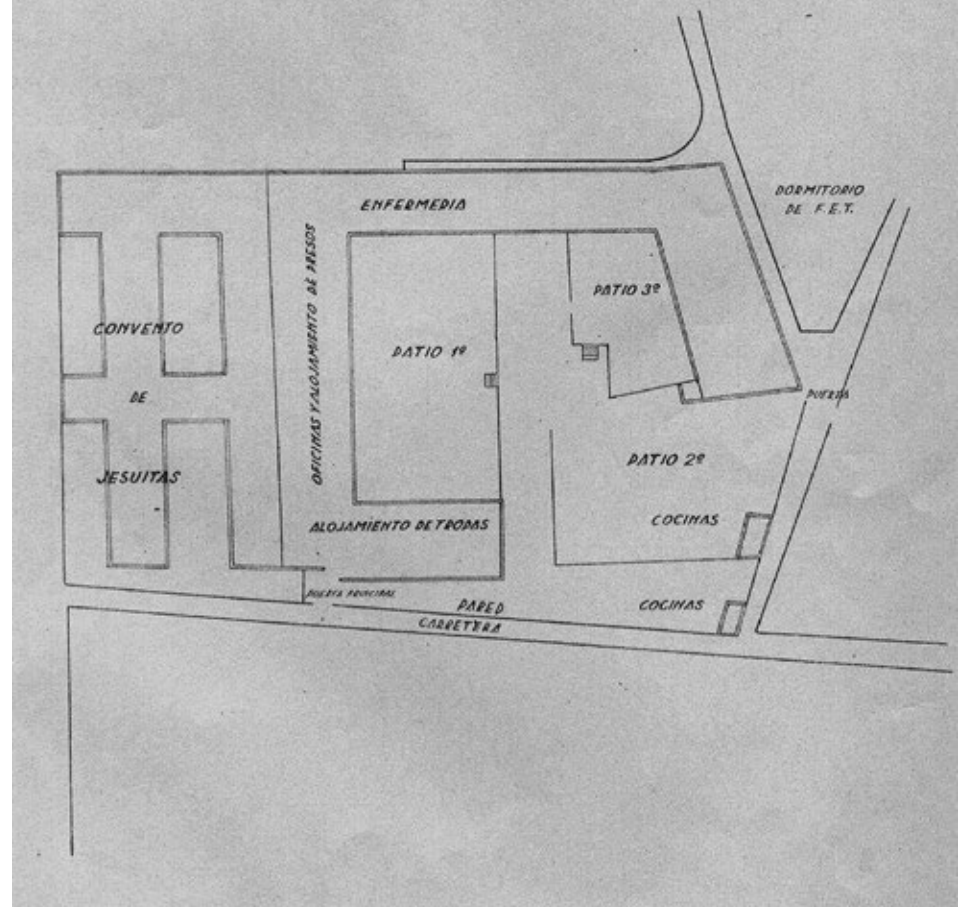 DORMITORIO
DE F.E.T.
ENFERMERIA
OFICINAS Y ALOJAMIENTO DE PRESOS
PATIO 3º
CONVENTO
DE
JESUITAS
PATIO 1º
PUERTA
PATIO 2º
ALOJAMIENTO DE TROPAS
COCINAS
PUERTA PRINCIPAL
PARED
CARRETERA
COCINAS